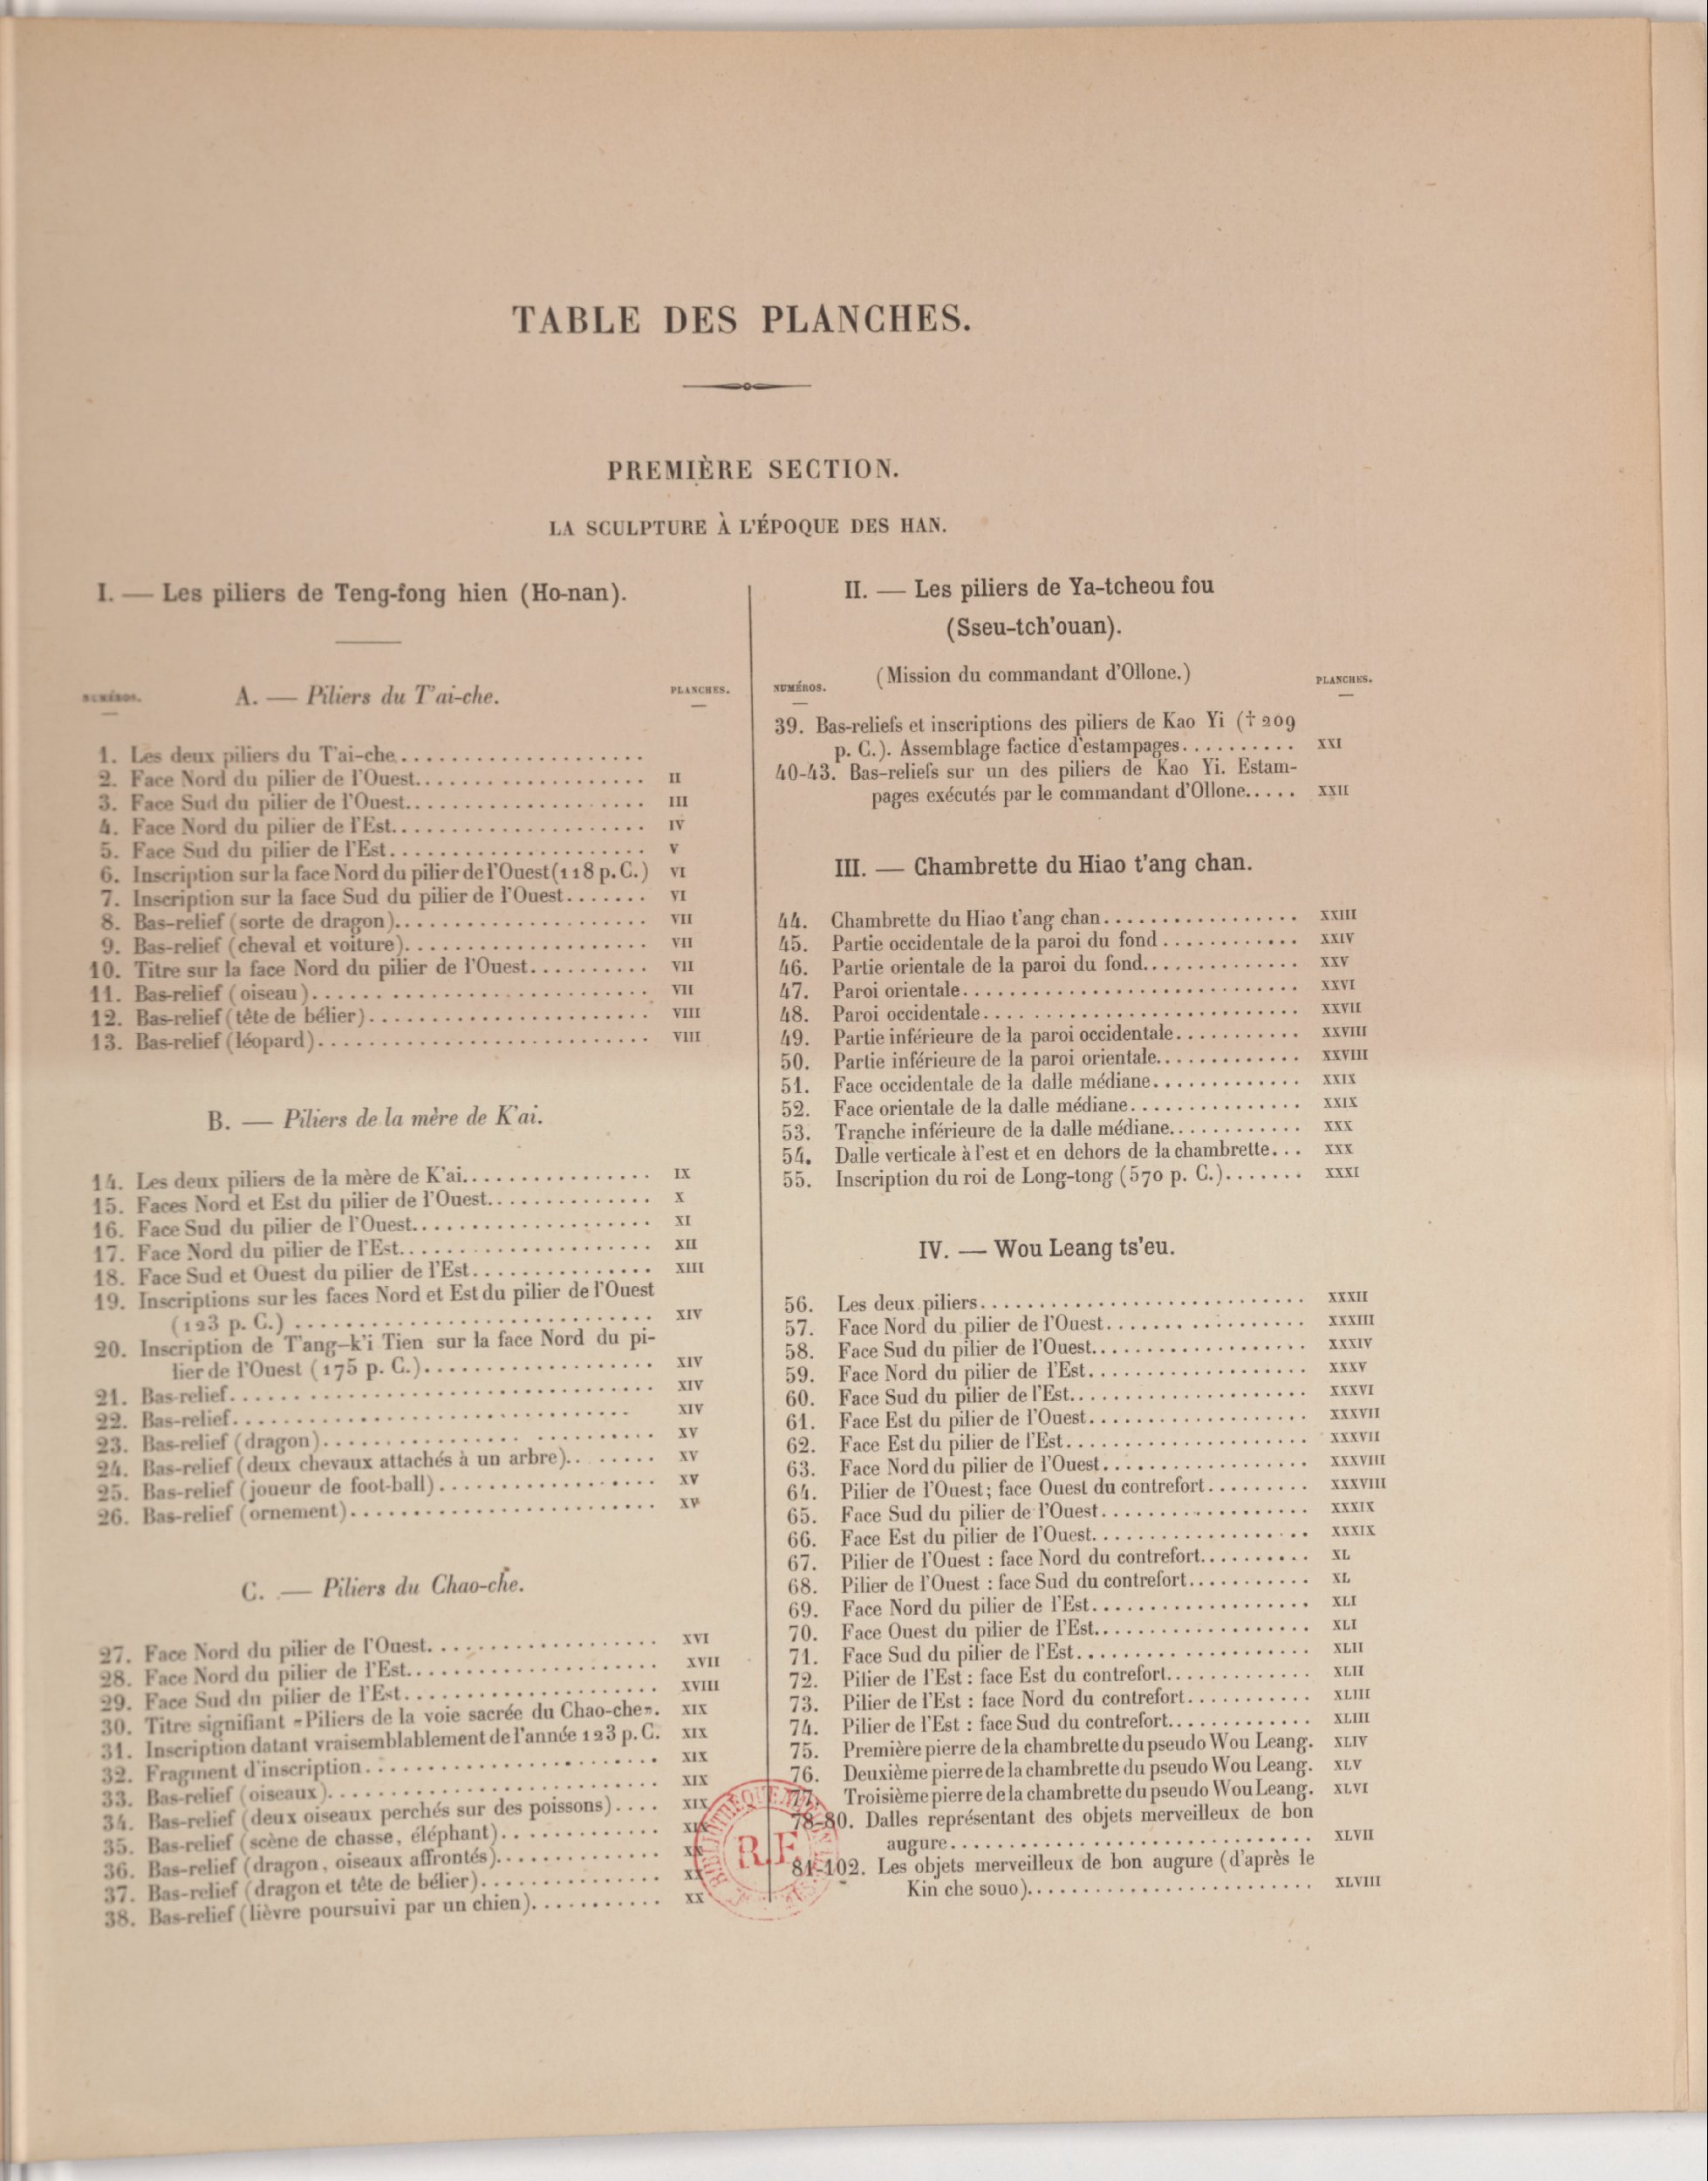 TABLE DES PLANCHES.
PREMIÈRE SECTION.
LA SCULPTURE À L'ÉPOQUE DES HAN.
I. — Les piliers de Teng-fong hien (Ho-nan).
NUMÉROS.
A. — Piliers du T'ai-che.
PLANCHES.
1. Les deux piliers du T'ai-che.....................
2. Face Nord du pilier de l'Ouest.................... II
3. Face Sud du pilier de l'Ouest..................... III
4. Face Nord du pilier de l'Est...................... IV
5. Face Sud du pilier de l'Est....................... V
6. Inscription sur la face Nord du pilier de l'Ouest (118 p. C.) VI
7. Inscription sur la face Sud du pilier de l'Ouest....... VI
8. Bas-relief (sorte de dragon)...................... VII
9. Bas-relief (cheval et voiture)..................... VII
10. Titre sur la face Nord du pilier de l'Ouest.......... VII
11. Bas-relief (oiseau)............................. VII
12. Bas-relief (tête de bélier)........................ VIII
13. Bas-relief (léopard)............................ VIII
B. — Piliers de la mère de K'ai.
14. Les deux piliers de la mère de K'ai................ IX
15. Faces Nord et Est du pilier de l'Ouest.............. X
16. Face Sud du pilier de l'Ouest..................... XI
17. Face Nord du pilier de l'Est...................... XII
18. Face Sud et Ouest du pilier de l'Est................ XIII
19. Inscriptions sur les faces Nord et Est du pilier de l'Ouest
(123 p. C.) ............................... XIV
20. Inscription de T'ang-k'i Tien sur la face Nord du pi-
lier de l'Ouest (175 p. C.).................... XIV
21. Bas-relief..................................... XIV
22. Bas-relief................................... XIV
23. Bas-relief (dragon)............................ XV
24. Bas-relief (deux chevaux attachés à un arbre)........ XV
25. Bas-relief (joueur de foot-ball)................... XV
26. Bas-relief (ornement).......................... XV
C. — Piliers du Chao-che.
27. Face Nord du pilier de l'Ouest.................... XVI
28. Face Nord du pilier de l'Est...................... XVII
29. Face Sud du pilier de l'Est....................... XVIII
30. Titre signifiant «Piliers de la voie sacrée du Chao-che». XIX
31. Inscription datant vraisemblablement de l'année 123 p. C. XIX
32. Fragment d'inscription.......................... XIX
33. Bas-relief (oiseaux)............................ XIX
34. Bas-relief (deux oiseaux perchés sur des poissons).... XIX
35. Bas-relief (scène de chasse, éléphant)............. XIX
36. Bas-relief (dragon, oiseaux affrontés).............. XX
37. Bas-relief (dragon et tête de bélier)............... XX
38. Bas-relief (lièvre poursuivi par un chien)........... XX
II. — Les piliers de Ya-tcheou fou
(Sseu-tch'ouan).
(Mission du commandant d'Ollone.)
NUMÉROS.
PLANCHES.
39. Bas-reliefs et inscriptions des piliers de Kao Yi († 209
p. C.). Assemblage factice d'estampages.......... XXI
40-43. Bas-reliefs sur un des piliers de Kao Yi. Estam-
pages exécutés par le commandant d'Ollone..... XXII
III. — Chambrette du Hiao t'ang chan.
44. Chambrette du Hiao t'ang chan................. XXIII
45. Partie occidentale de la paroi du fond ............ XXIV
46. Partie orientale de la paroi du fond.............. XXV
47. Paroi orientale............................. XXVI
48. Paroi occidentale........................... XXVII
49. Partie inférieure de la paroi occidentale........... XXVIII
50. Partie inférieure de la paroi orientale............. XXVIII
51. Face occidentale de la dalle médiane............. XXIX
52. Face orientale de la dalle médiane............... XXIX
53. Tranche inférieure de la dalle médiane............ XXX
54. Dalle verticale à l'est et en dehors de la chambrette... XXX
55. Inscription du roi de Long-tong (570 p. C.)....... XXXI
IV. — Wou Leang ts'eu.
56. Les deux piliers............................ XXXII
57. Face Nord du pilier de l'Ouest.................. XXXIII
58. Face Sud du pilier de l'Ouest................... XXXIV
59. Face Nord du pilier de l'Est.................... XXXV
60. Face Sud du pilier de l'Est..................... XXXVI
61. Face Est du pilier de l'Ouest................... XXXVII
62. Face Est du pilier de l'Est..................... XXXVII
63. Face Nord du pilier de l'Ouest.................. XXXVIII
64. Pilier de l'Ouest; face Ouest du contrefort......... XXXVIII
65. Face Sud du pilier de l'Ouest.................. XXXIX
66. Face Est du pilier de l'Ouest................... XXXIX
67. Pilier de l'Ouest : face Nord du contrefort.......... XL
68. Pilier de l'Ouest : face Sud du contrefort........... XL
69. Face Nord du pilier de l'Est................... XLI
70. Face Ouest du pilier de l'Est................... XLI
71. Face Sud du pilier de l'Est.................... XLII
72. Pilier de l'Est : face Est du contrefort............. XLII
73. Pilier de l'Est : face Nord du contrefort........... XLIII
74. Pilier de l'Est : face Sud du contrefort............. XLIII
75. Première pierre de la chambrette du pseudo Wou Leang. XLIV
76. Deuxième pierre de la chambrette du pseudo Wou Leang. XLV
77. Troisième pierre de la chambrette du pseudo Wou Leang. XLVI
78-80. Dalles représentant des objets merveilleux de bon
augure............................... XLVII
81-102. Les objets merveilleux de bon augure (d'après le
Kin che souo)......................... XLVIII
R.F.